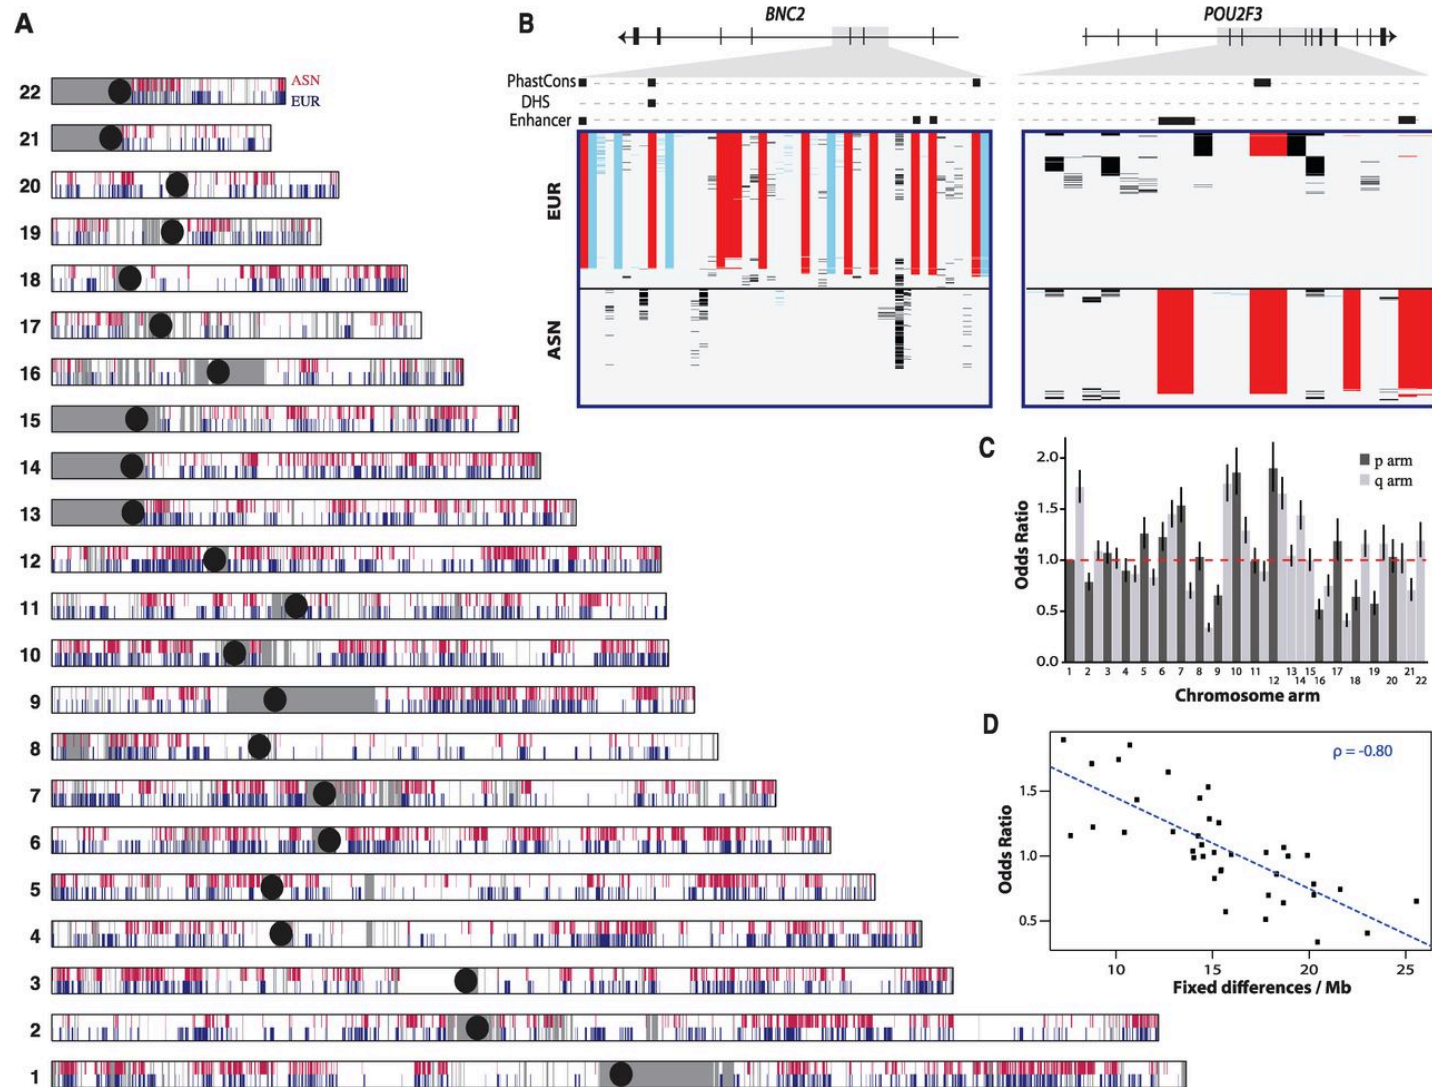 A
22 ASN
EUR
21
20
19
18
17
16
15
14
13
12
11
10
9
8
7
6
5
4
3
2
1
B
BNC2
POU2F3
PhastCons
DHS
Enhancer
EUR
ASN
C
Odds Ratio
2.0
1.5
1.0
0.5
0.0
p arm
q arm
1 2 3 4 5 6 7 8 9 10 11 12 13 14 15 16 17 18 19 20 21 22
Chromosome arm
D
ρ = -0.80
Odds Ratio
1.5
1.0
0.5
10 15 20 25
Fixed differences / Mb